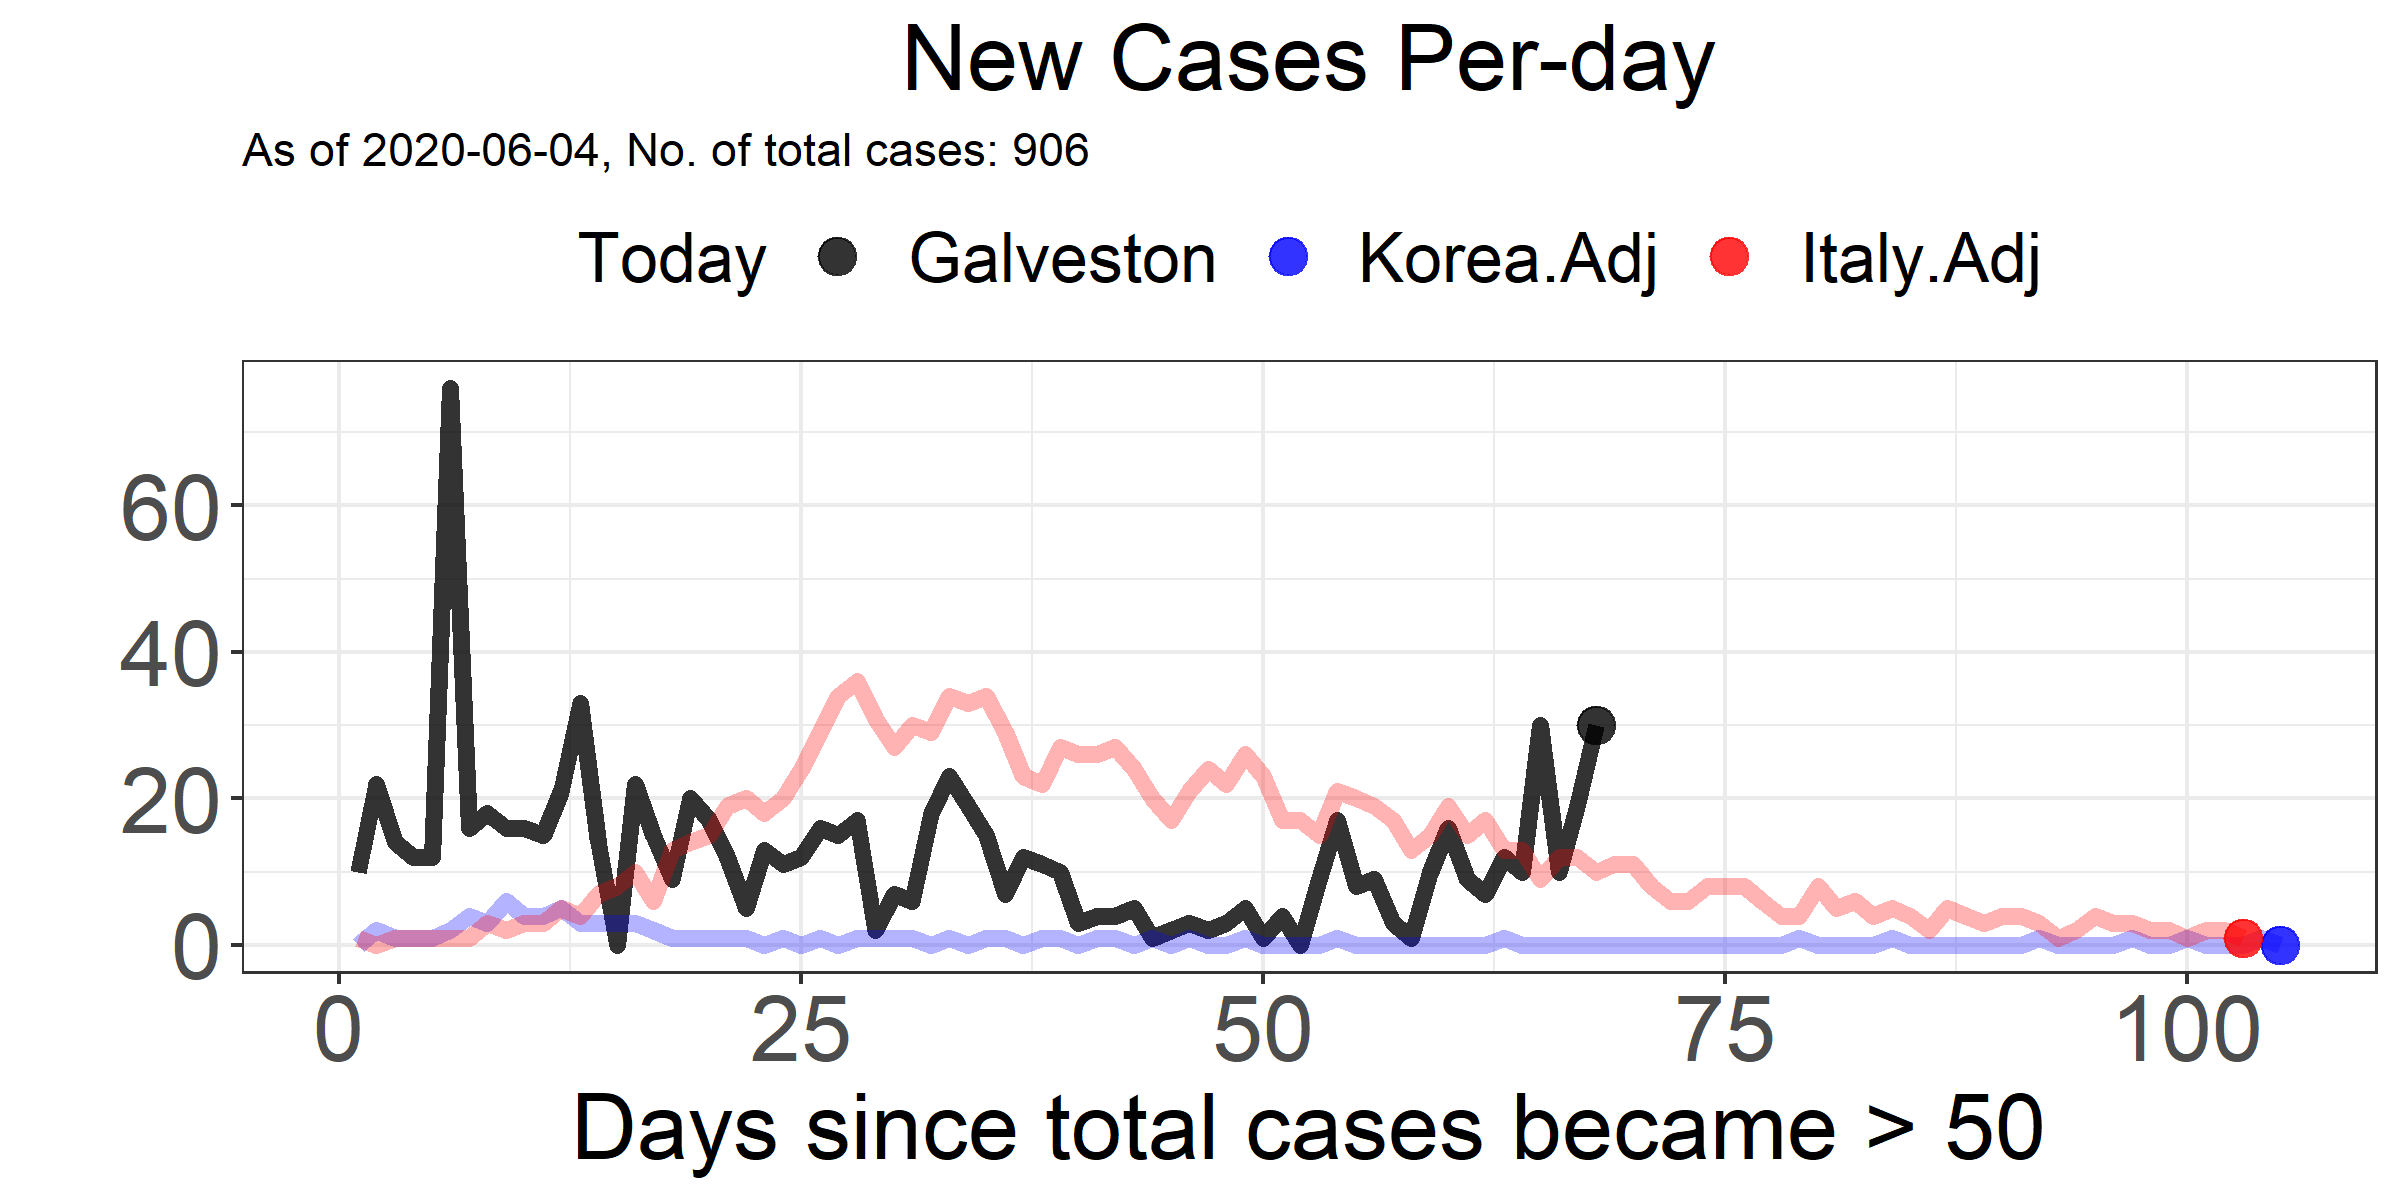 New Cases Per-day
As of 2020-06-04, No. of total cases: 906
Today Galveston Korea.Adj Italy.Adj
60
40
20
0
0 25 50 75 100
Days since total cases became > 50